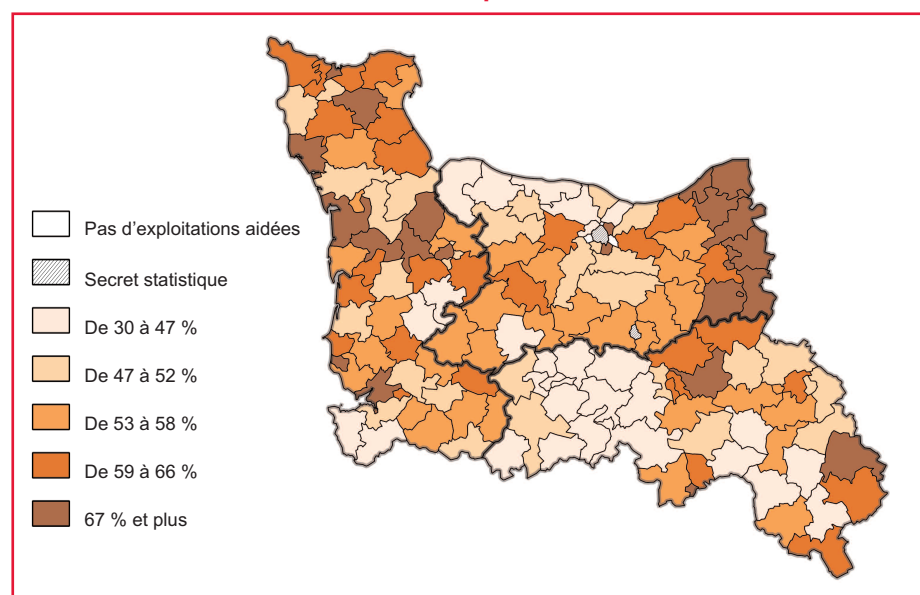 Pas d'exploitations aidées
Secret statistique
De 30 à 47 %
De 47 à 52 %
De 53 à 58 %
De 59 à 66 %
67 % et plus